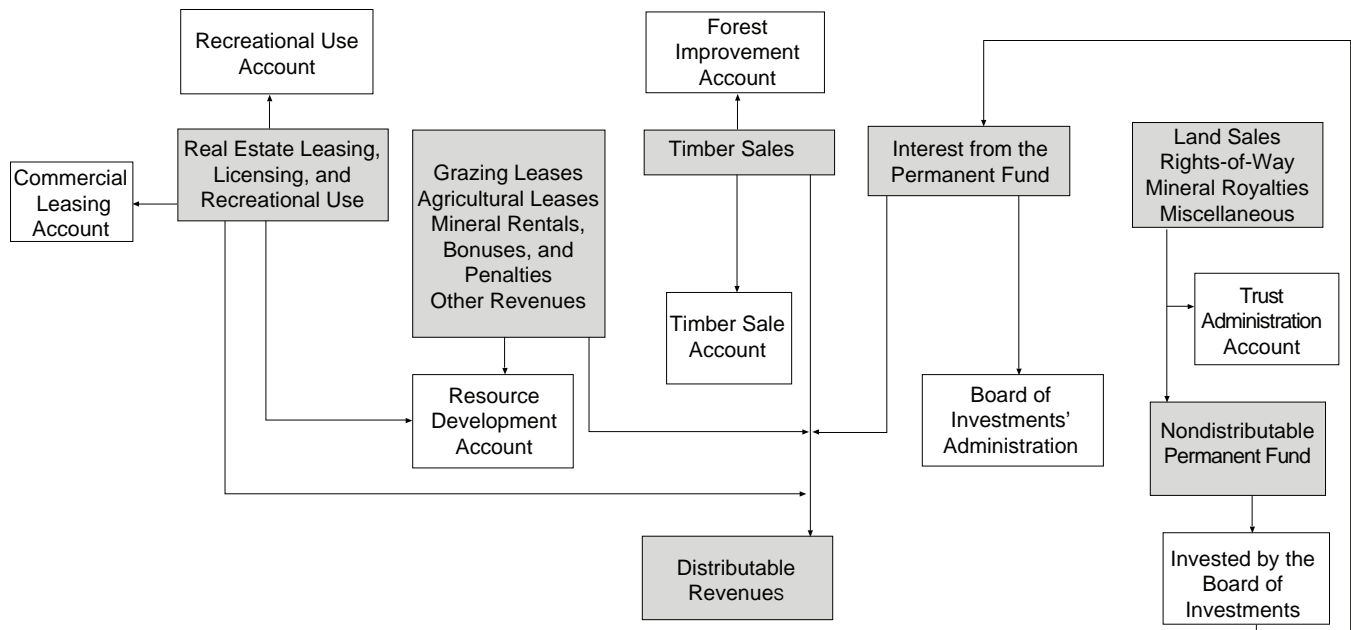 Recreational Use
Account
Forest
Improvement
Account
Real Estate Leasing,
Licensing, and
Recreational Use
Commercial
Leasing
Account
Grazing Leases
Agricultural Leases
Mineral Rentals,
Bonuses, and
Penalties
Other Revenues
Timber Sales
Interest from the
Permanent Fund
Land Sales
Rights-of-Way
Mineral Royalties
Miscellaneous
Timber Sale
Account
Trust
Administration
Account
Resource
Development
Account
Board of
Investments’
Administration
Nondistributable
Permanent Fund
Distributable
Revenues
Invested by the
Board of
Investments